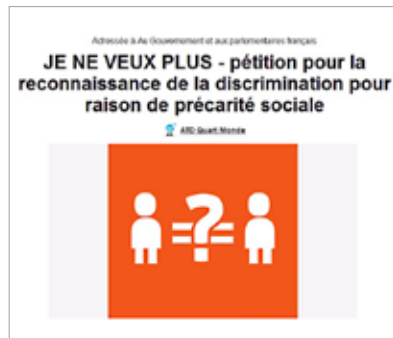 Adressée à Au Gouvernement et aux parlementaires français
JE NE VEUX PLUS - pétition pour la
reconnaissance de la discrimination pour
raison de précarité sociale
ATD Quart Monde
?